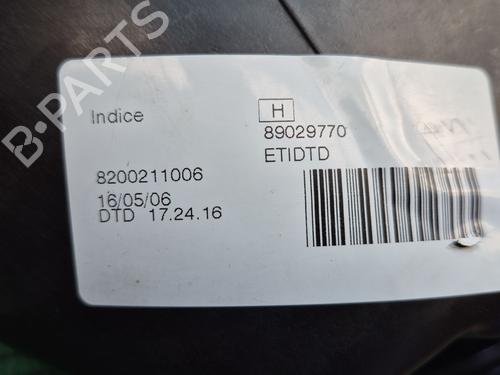 B-PARTS
Indice
H
89029770
ETIDTD
8200211006
16/05/06
DTD 17.24.16